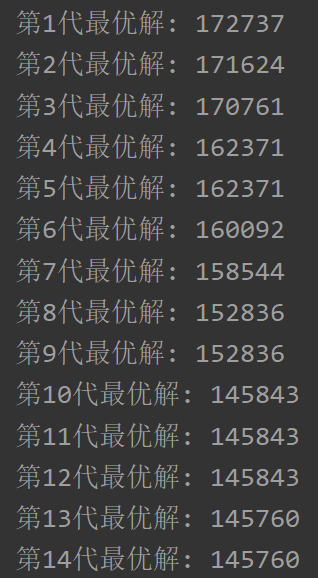 第1代最优解: 172737
第2代最优解: 171624
第3代最优解: 170761
第4代最优解: 162371
第5代最优解: 162371
第6代最优解: 160092
第7代最优解: 158544
第8代最优解: 152836
第9代最优解: 152836
第10代最优解: 145843
第11代最优解: 145843
第12代最优解: 145843
第13代最优解: 145760
第14代最优解: 145760